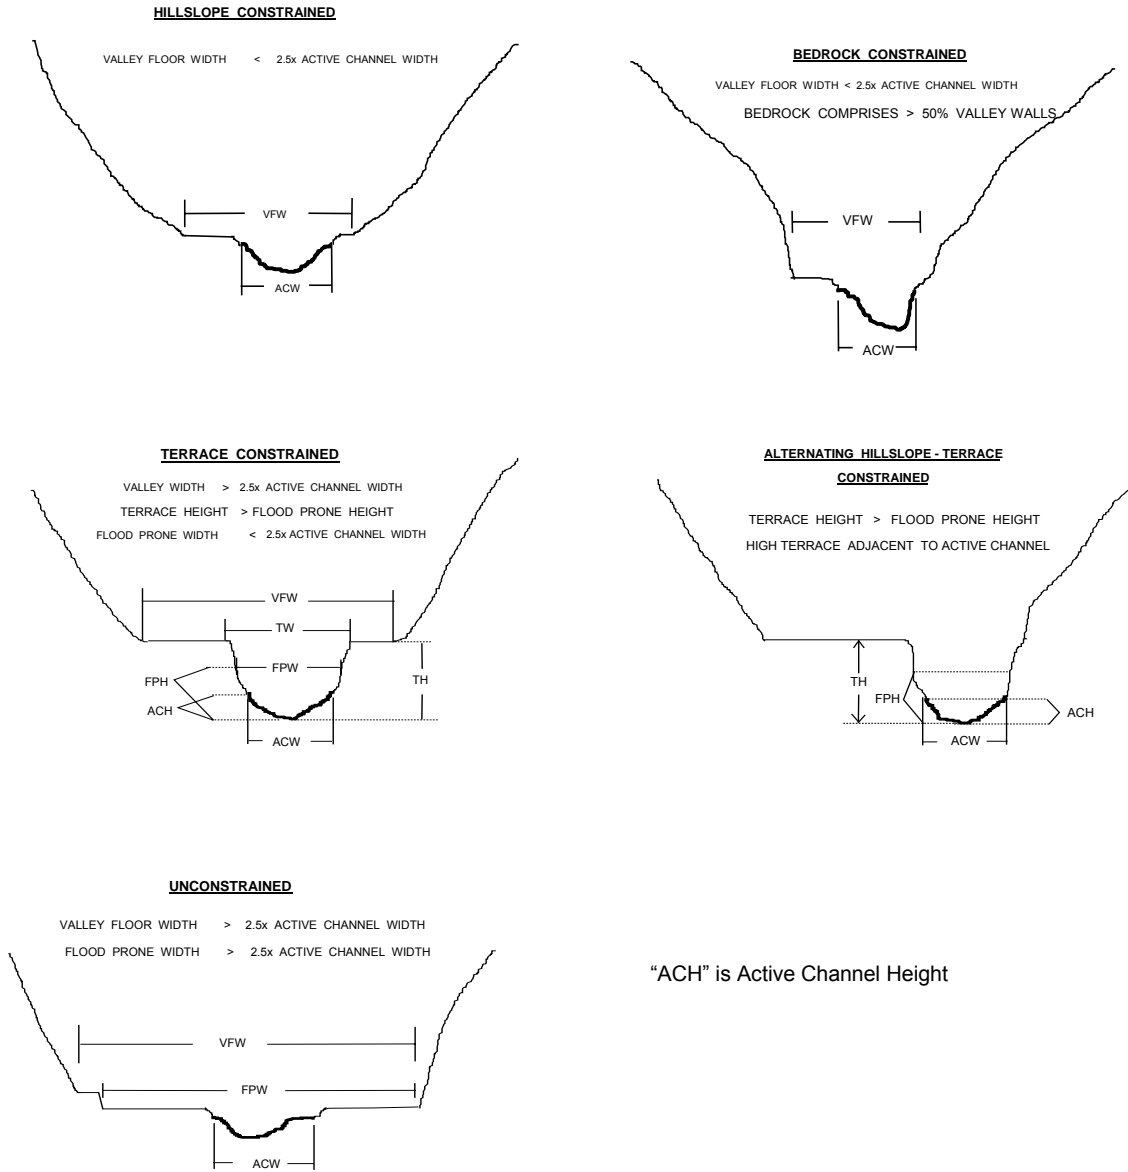 HILLSLOPE CONSTRAINED
VALLEY FLOOR WIDTH < 2.5x ACTIVE CHANNEL WIDTH
VFW
ACW
BEDROCK CONSTRAINED
VALLEY FLOOR WIDTH < 2.5x ACTIVE CHANNEL WIDTH
BEDROCK COMPRISES > 50% VALLEY WALLS
VFW
ACW
TERRACE CONSTRAINED
VALLEY WIDTH > 2.5x ACTIVE CHANNEL WIDTH
TERRACE HEIGHT > FLOOD PRONE HEIGHT
FLOOD PRONE WIDTH < 2.5x ACTIVE CHANNEL WIDTH
VFW
TW
FPW
FPH
TH
ACH
ACW
ALTERNATING HILLSLOPE - TERRACE
CONSTRAINED
TERRACE HEIGHT > FLOOD PRONE HEIGHT
HIGH TERRACE ADJACENT TO ACTIVE CHANNEL
TH
FPH
ACH
ACW
UNCONSTRAINED
VALLEY FLOOR WIDTH > 2.5x ACTIVE CHANNEL WIDTH
FLOOD PRONE WIDTH > 2.5x ACTIVE CHANNEL WIDTH
VFW
FPW
ACW
“ACH” is Active Channel Height